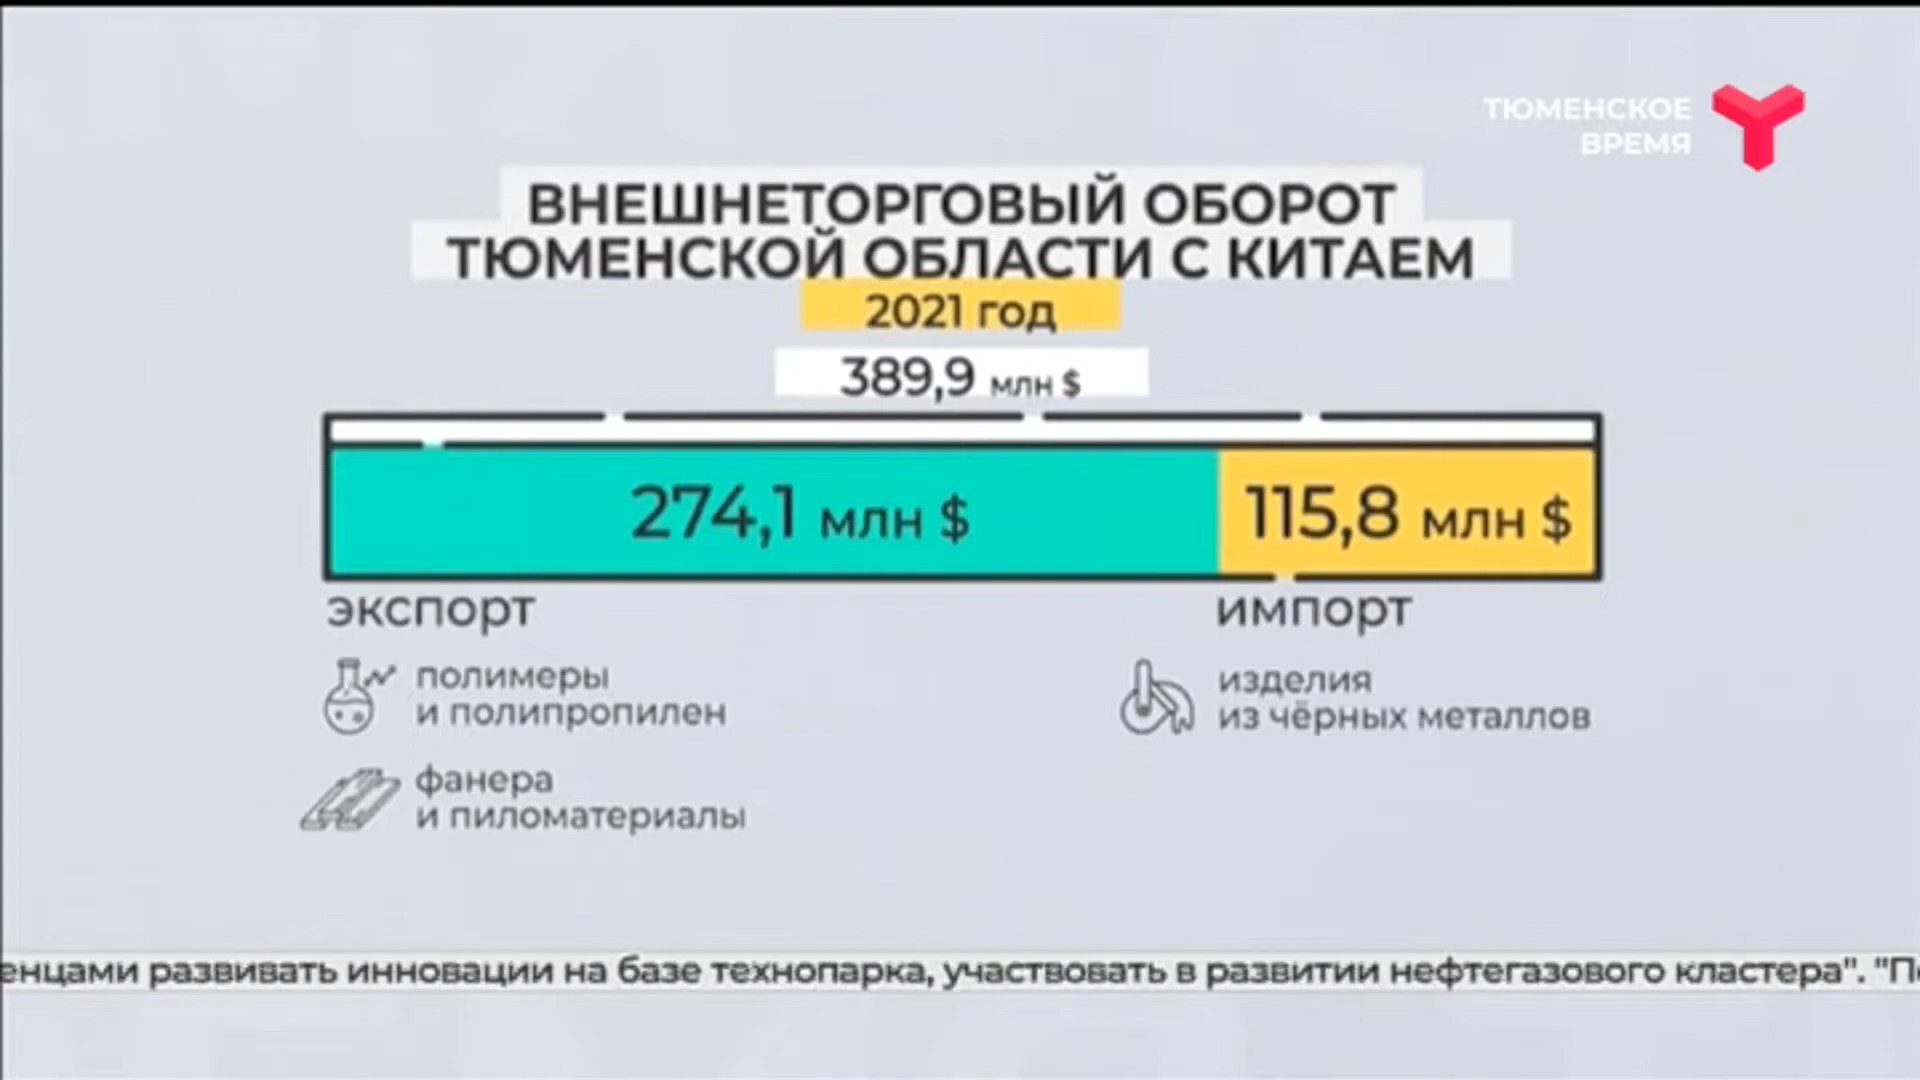 ТЮМЕНСКОЕ
ВРЕМЯ
ВНЕШНЕТОРГОВЫЙ ОБОРОТ
ТЮМЕНСКОЙ ОБЛАСТИ С КИТАЕМ
2021 год
389,9 млн $
274,1 млн $
115,8 млн $
экспорт
импорт
полимеры
и полипропилен
изделия
из чёрных металлов
фанера
и пиломатериалы
енцами развивать инновации на базе технопарка, участвовать в развитии нефтегазового кластера". "П